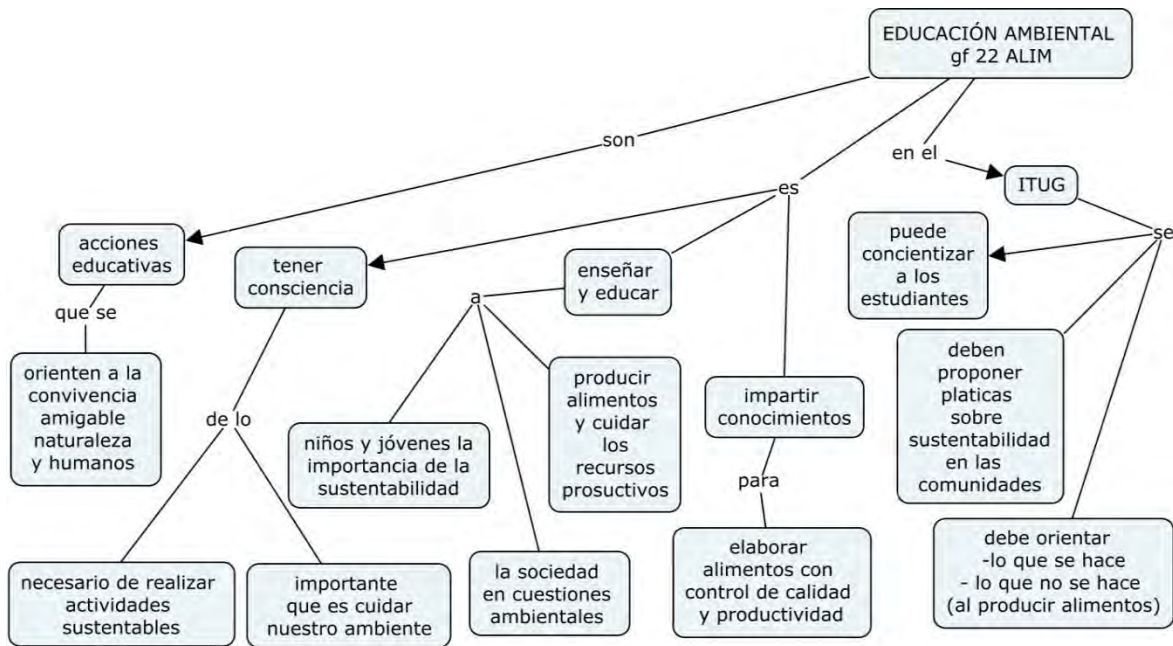 EDUCACIÓN AMBIENTAL
gf 22 ALIM
son
en el
es
ITUG
se
acciones
educativas
que se
orienten a la
convivencia
amigable
naturaleza
y humanos
tener
consciencia
de lo
necesario de realizar
actividades
sustentables
importante
que es cuidar
nuestro ambiente
enseñar
y educar
a
niños y jóvenes la
importancia de la
sustentabilidad
la sociedad
en cuestiones
ambientales
producir
alimentos
y cuidar
los
recursos
prosuctivos
impartir
conocimientos
para
elaborar
alimentos con
control de calidad
y productividad
puede
concientizar
a los
estudiantes
deben
proponer
platicas
sobre
sustentabilidad
en las
comunidades
debe orientar
-lo que se hace
- lo que no se hace
(al producir alimentos)